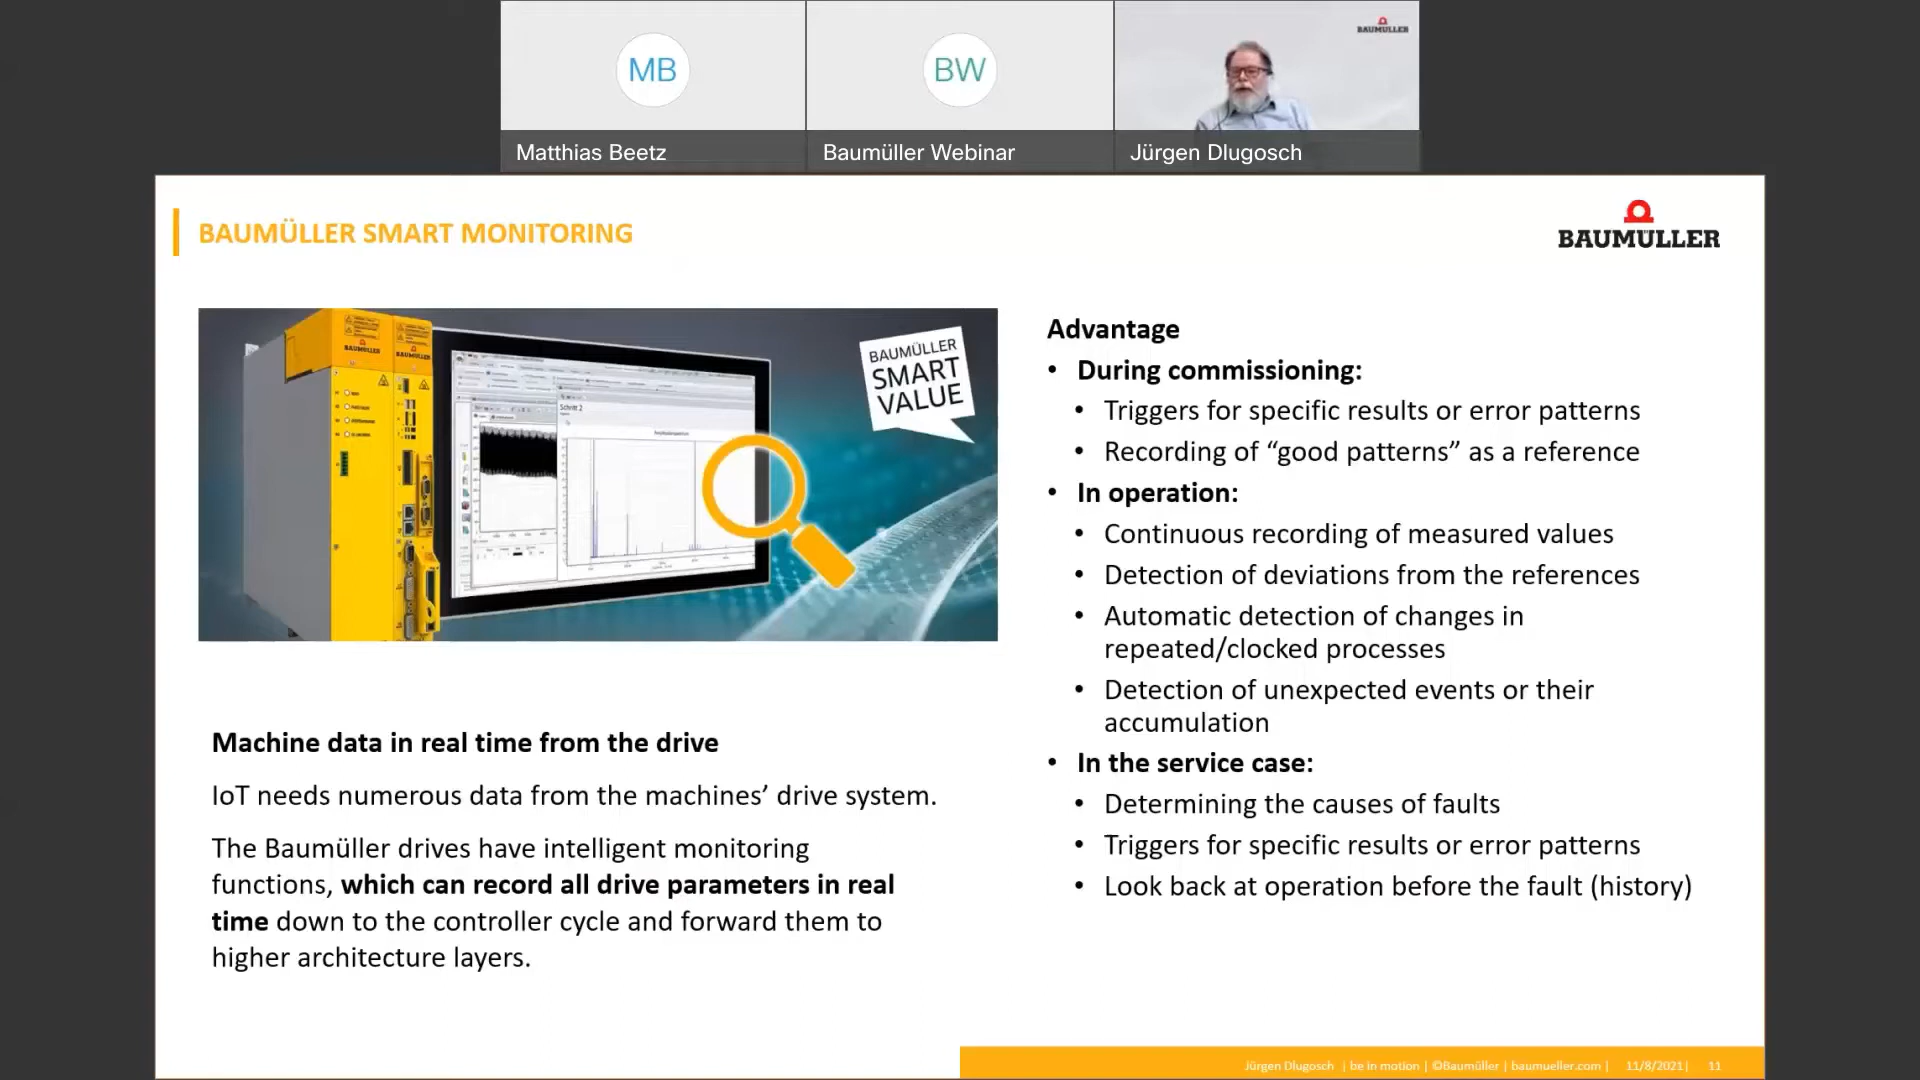 MB
BW
BAUMÜLLER
Matthias Beetz
Baumüller Webinar
Jürgen Dlugosch
BAUMÜLLER SMART MONITORING
BAUMÜLLER
BAUMÜLLER
BAUMÜLLER
Schritt 2
BAUMÜLLER
SMART
VALUE
Machine data in real time from the drive
IoT needs numerous data from the machines’ drive system.
The Baumüller drives have intelligent monitoring
functions, which can record all drive parameters in real
time down to the controller cycle and forward them to
higher architecture layers.
Advantage
• During commissioning:
• Triggers for specific results or error patterns
• Recording of “good patterns” as a reference
• In operation:
• Continuous recording of measured values
• Detection of deviations from the references
• Automatic detection of changes in
repeated/clocked processes
• Detection of unexpected events or their
accumulation
• In the service case:
• Determining the causes of faults
• Triggers for specific results or error patterns
• Look back at operation before the fault (history)
Jürgen Dlugosch | be in motion | ©Baumüller | baumueller.com | 11/8/2021 | 11